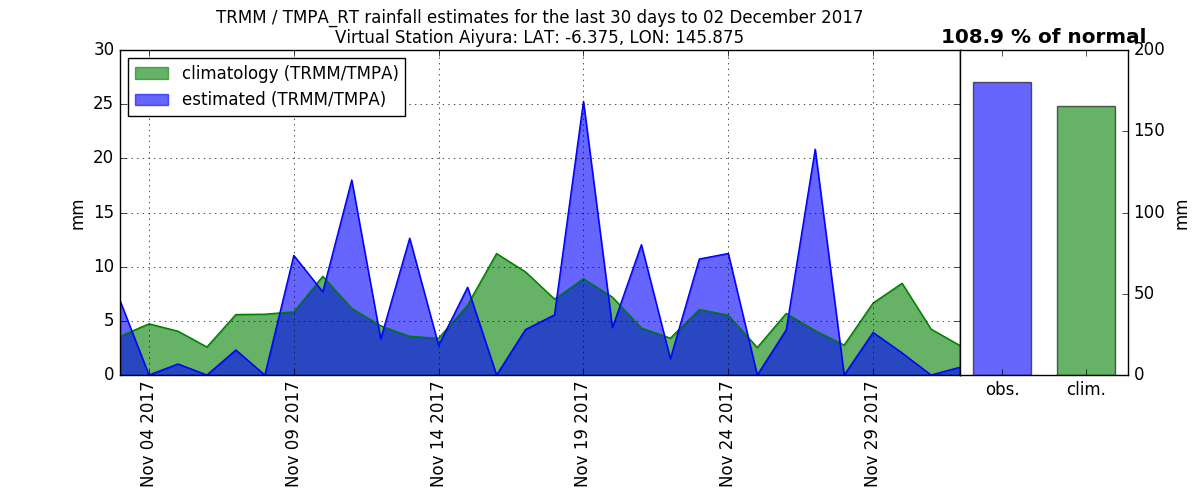 TRMM / TMPA_RT rainfall estimates for the last 30 days to 02 December 2017
Virtual Station Aiyura: LAT: -6.375, LON: 145.875
108.9 % of normal
climatology (TRMM/TMPA)
estimated (TRMM/TMPA)
mm
30
25
20
15
10
5
0
Nov 04 2017
Nov 09 2017
Nov 14 2017
Nov 19 2017
Nov 24 2017
Nov 29 2017
200
150
100
50
0
mm
obs.
clim.